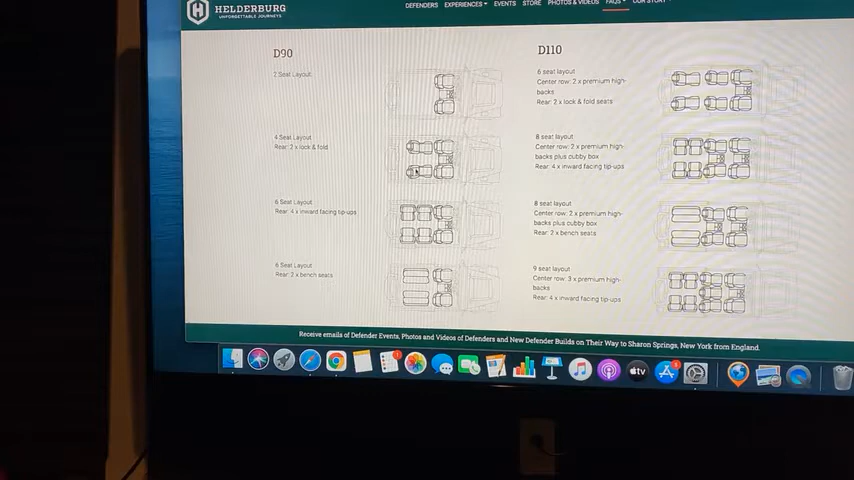 HELDERBURG
UNFORGETTABLE JOURNEYS
DEFENDERS EXPERIENCES EVENTS STORE PHOTOS & VIDEOS FAQs OUR STORY
D90
2 Seat Layout
4 Seat Layout
Rear: 2 x lock & fold
6 Seat Layout
Rear: 4 x inward facing tip-ups
6 Seat Layout
Rear: 2 x bench seats
D110
6 seat layout
Center row: 2 x premium high-
backs
Rear: 2 x lock & fold seats
8 seat layout
Center row: 2 x premium high-
backs plus cubby box
Rear: 4 x inward facing tip-ups
8 seat layout
Center row: 2 x premium high-
backs plus cubby box
Rear: 2 x bench seats
9 seat layout
Center row: 3 x premium high-
backs
Rear: 4 x inward facing tip-ups
Receive emails of Defender Events, Photos and Videos of Defenders and New Defender Builds on Their Way to Sharon Springs, New York from England.
tv